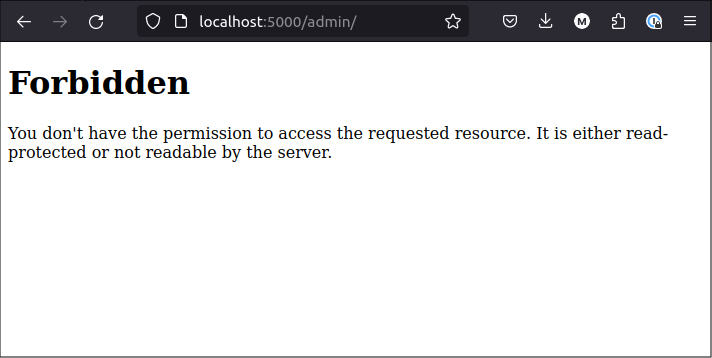 localhost:5000/admin/
M
Forbidden
You don't have the permission to access the requested resource. It is either read-
protected or not readable by the server.